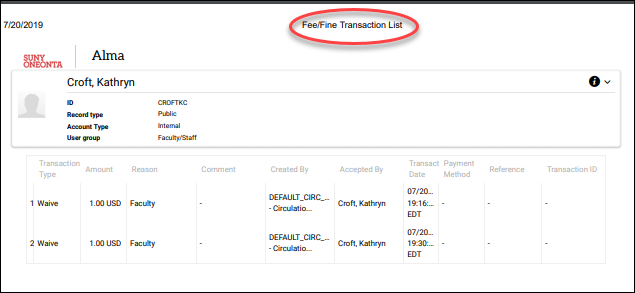 7/20/2019 Fee/Fine Transaction List
SUNY
ONEONTA
Alma
Croft, Kathryn
ID CROFTKC
Record type Public
Account Type Internal
User group Faculty/Staff
Transaction Type Amount Reason Comment Created By Accepted By Transact Date Payment Method Reference Transaction ID
1 Waive 1.00 USD Faculty - DEFAULT_CIRC_... - Circulatio... Croft, Kathryn 07/20... 19:16:... EDT - - -
2 Waive 1.00 USD Faculty - DEFAULT_CIRC_... - Circulatio... Croft, Kathryn 07/20... 19:30:... EDT - - -